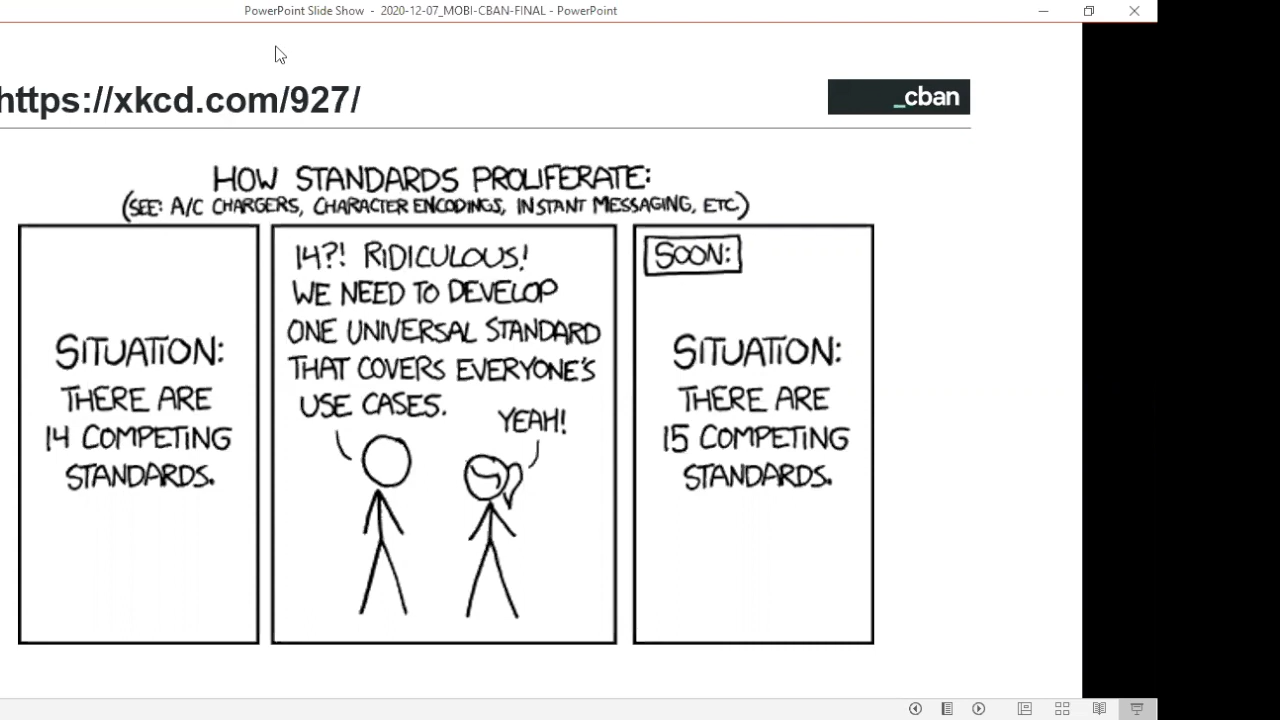 PowerPoint Slide Show - 2020-12-07_MOBI-CBAN-FINAL - PowerPoint
https://xkcd.com/927/
_cban
HOW STANDARDS PROLIFERATE:
(SEE: A/C CHARGERS, CHARACTER ENCODINGS, INSTANT MESSAGING, ETC.)
SITUATION:
THERE ARE
14 COMPETING
STANDARDS.
14?! RIDICULOUS!
WE NEED TO DEVELOP
ONE UNIVERSAL STANDARD
THAT COVERS EVERYONE'S
USE CASES.
YEAH!
SOON:
SITUATION:
THERE ARE
15 COMPETING
STANDARDS.